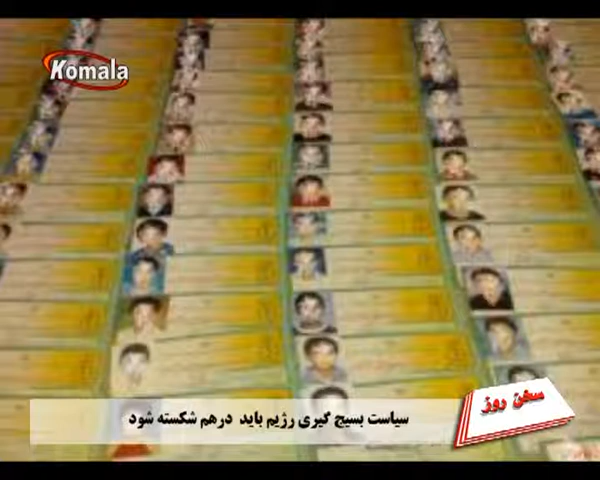 Komala
سخن روز
سیاست بسیج گیری رژیم باید درهم شکسته شود